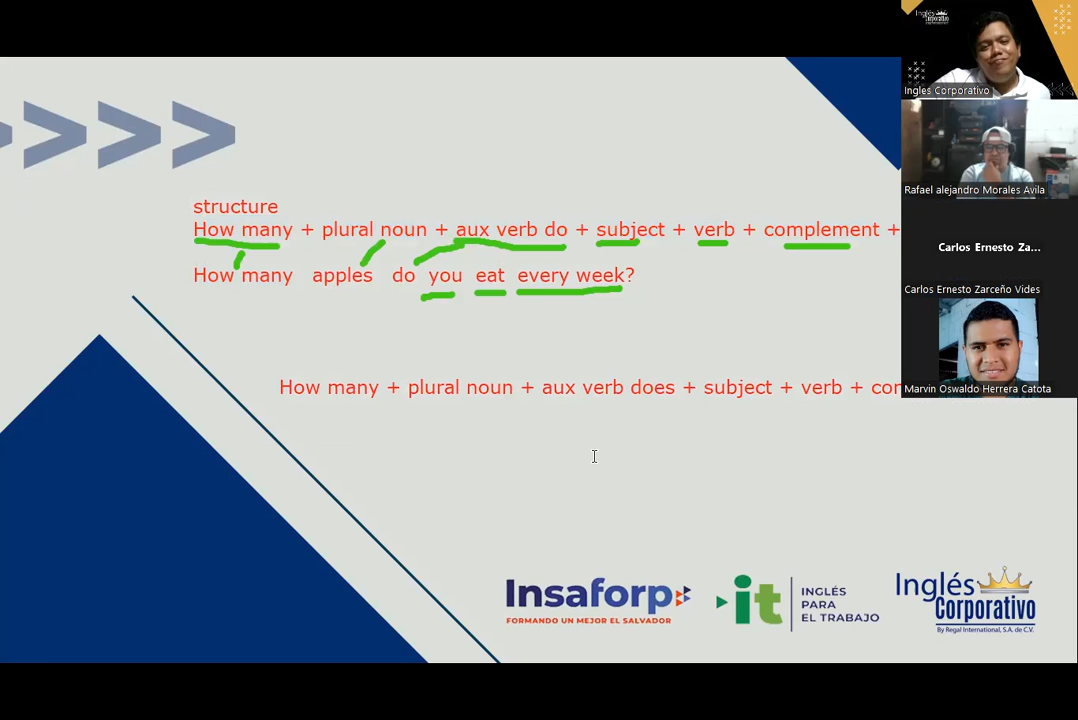 Inglés
Corporativo
Ingles Corporativo
Rafael alejandro Morales Avila
Carlos Ernesto Za...
Carlos Ernesto Zarceño Vides
Marvin Oswaldo Herrera Catota
structure
How many + plural noun + aux verb do + subject + verb + complement +
How many apples do you eat every week?
How many + plural noun + aux verb does + subject + verb +
Insaforp
FORMANDO UN MEJOR EL SALVADOR
it
INGLÉS
PARA
EL TRABAJO
Inglés
Corporativo
By Regal International, S.A. de C.V.